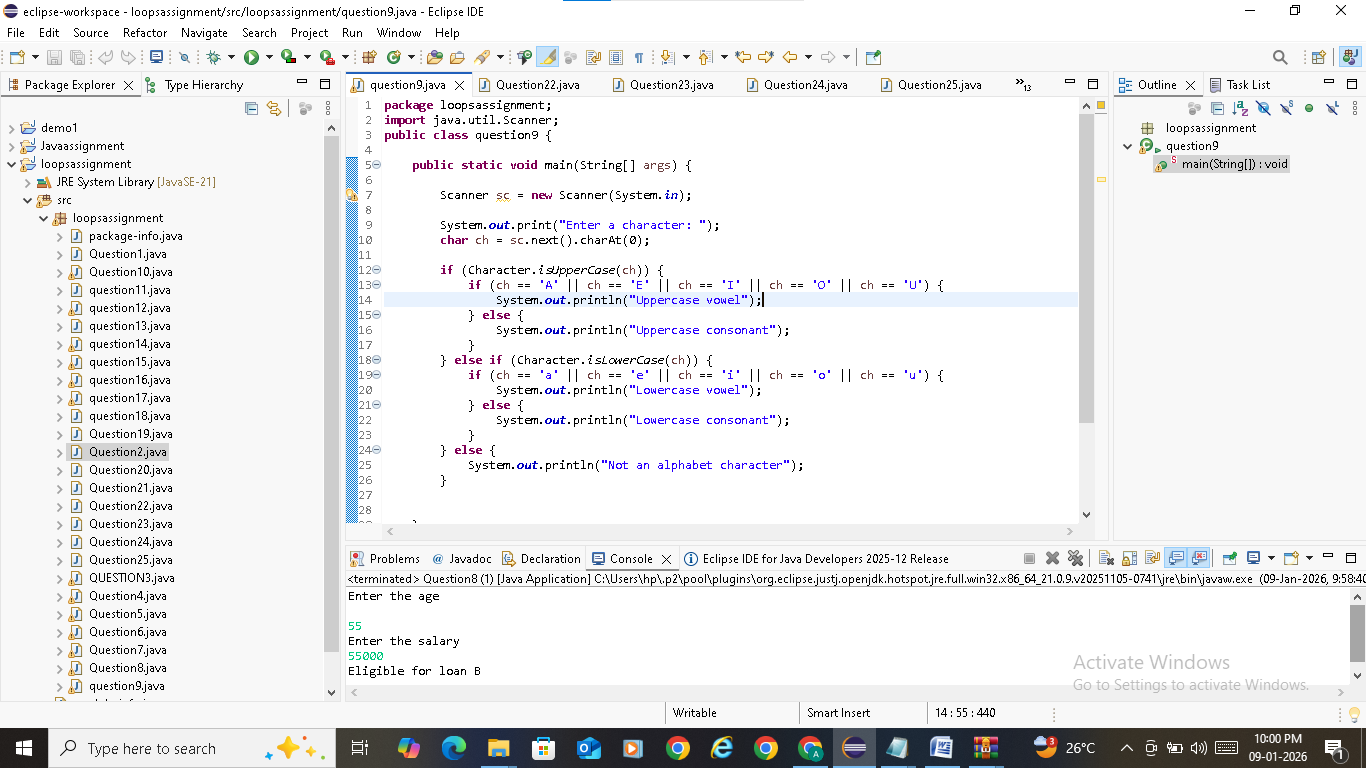 eclipse-workspace - loopsassignment/src/loopsassignment/question9.java - Eclipse IDE
File Edit Source Refactor Navigate Search Project Run Window Help
Package Explorer Type Hierarchy
demo1
Javaassignment
loopsassignment
JRE System Library [JavaSE-21]
src
loopsassignment
package-info.java
Question1.java
Question10.java
question11.java
question12.java
question13.java
question14.java
question15.java
question16.java
question17.java
question18.java
Question19.java
Question2.java
Question20.java
Question21.java
Question22.java
Question23.java
Question24.java
Question25.java
QUESTION3.java
Question4.java
Question5.java
Question6.java
Question7.java
Question8.java
question9.java
question9.java Question22.java Question23.java Question24.java Question25.java 13
1 package loopsassignment;
2 import java.util.Scanner;
3 public class question9 {
4
5 public static void main(String[] args) {
6
7 Scanner sc = new Scanner(System.in);
8
9 System.out.print("Enter a character: ");
10 char ch = sc.next().charAt(0);
11
12 if (Character.isUpperCase(ch)) {
13 if (ch == 'A' || ch == 'E' || ch == 'I' || ch == 'O' || ch == 'U') {
14 System.out.println("Uppercase vowel");
15 } else {
16 System.out.println("Uppercase consonant");
17 }
18 } else if (Character.isLowerCase(ch)) {
19 if (ch == 'a' || ch == 'e' || ch == 'i' || ch == 'o' || ch == 'u') {
20 System.out.println("Lowercase vowel");
21 } else {
22 System.out.println("Lowercase consonant");
23 }
24 } else {
25 System.out.println("Not an alphabet character");
26 }
27
28
Outline Task List
loopsassignment
question9
main(String[]) : void
Problems Javadoc Declaration Console Eclipse IDE for Java Developers 2025-12 Release
<terminated> Question8 (1) [Java Application] C:\Users\hp\.p2\pool\plugins\org.eclipse.justj.openjdk.hotspot.jre.full.win32.x86_64_21.0.9.v20251105-0741\jre\bin\javaw.exe (09-Jan-2026, 9:58:40
Enter the age
55
Enter the salary
55000
Eligible for loan B
Activate Windows
Go to Settings to activate Windows.
Writable Smart Insert 14 : 55 : 440
Type here to search
26°C
10:00 PM
09-01-2026